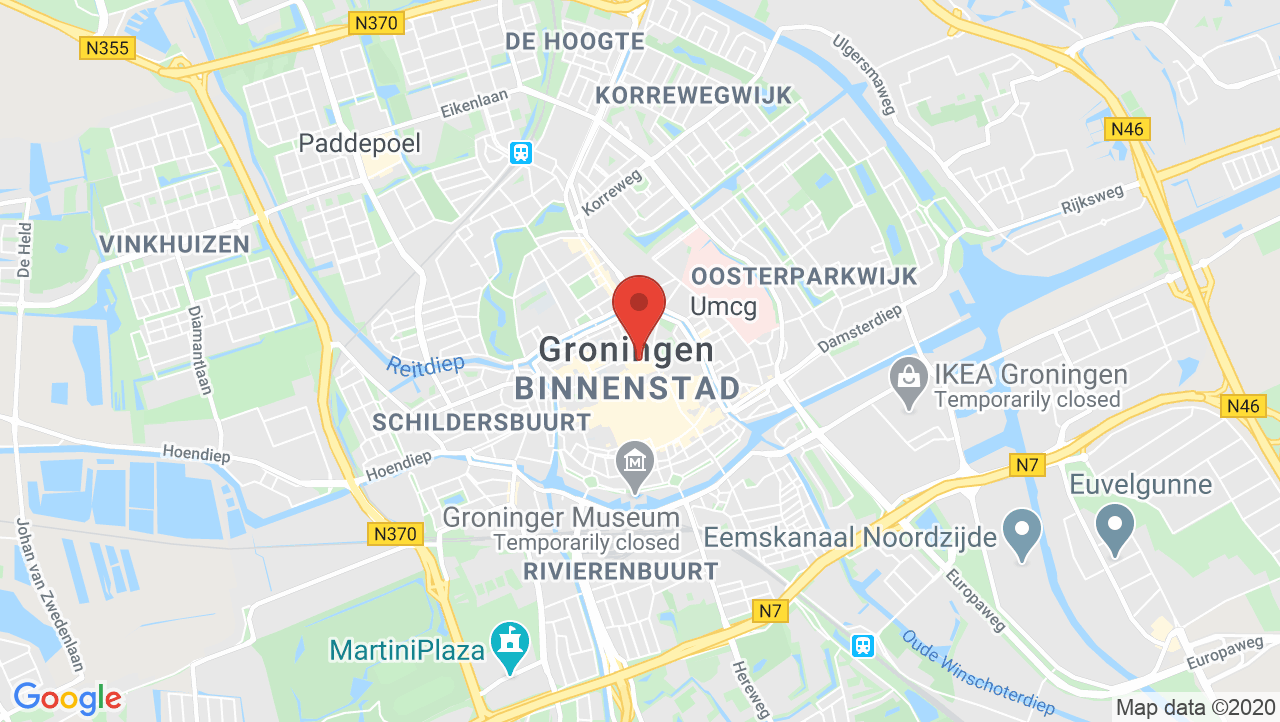 N370
N355
DE HOOGTE
Ulgersmaweg
KORREWEGWIJK
Eikenlaan
N46
Paddepoel
Korreweg
Rijksweg
De Held
VINKHUIZEN
OOSTERPARKWIJK
Umcg
Diamantlaan
Damsterdiep
Groningen
Reitdiep
BINNENSTAD
IKEA Groningen
Temporarily closed
N46
SCHILDERSBUURT
Hoendiep
Hoendiep
N7
Euvelgunne
Groninger Museum
Temporarily closed
N370
Eemskanaal Noordzijde
RIVIERENBUURT
Johan van Zwedenlaan
Europaweg
N7
MartiniPlaza
Oude Winschoterdiep
Europaweg
Hereweg
Google
Map data ©2020